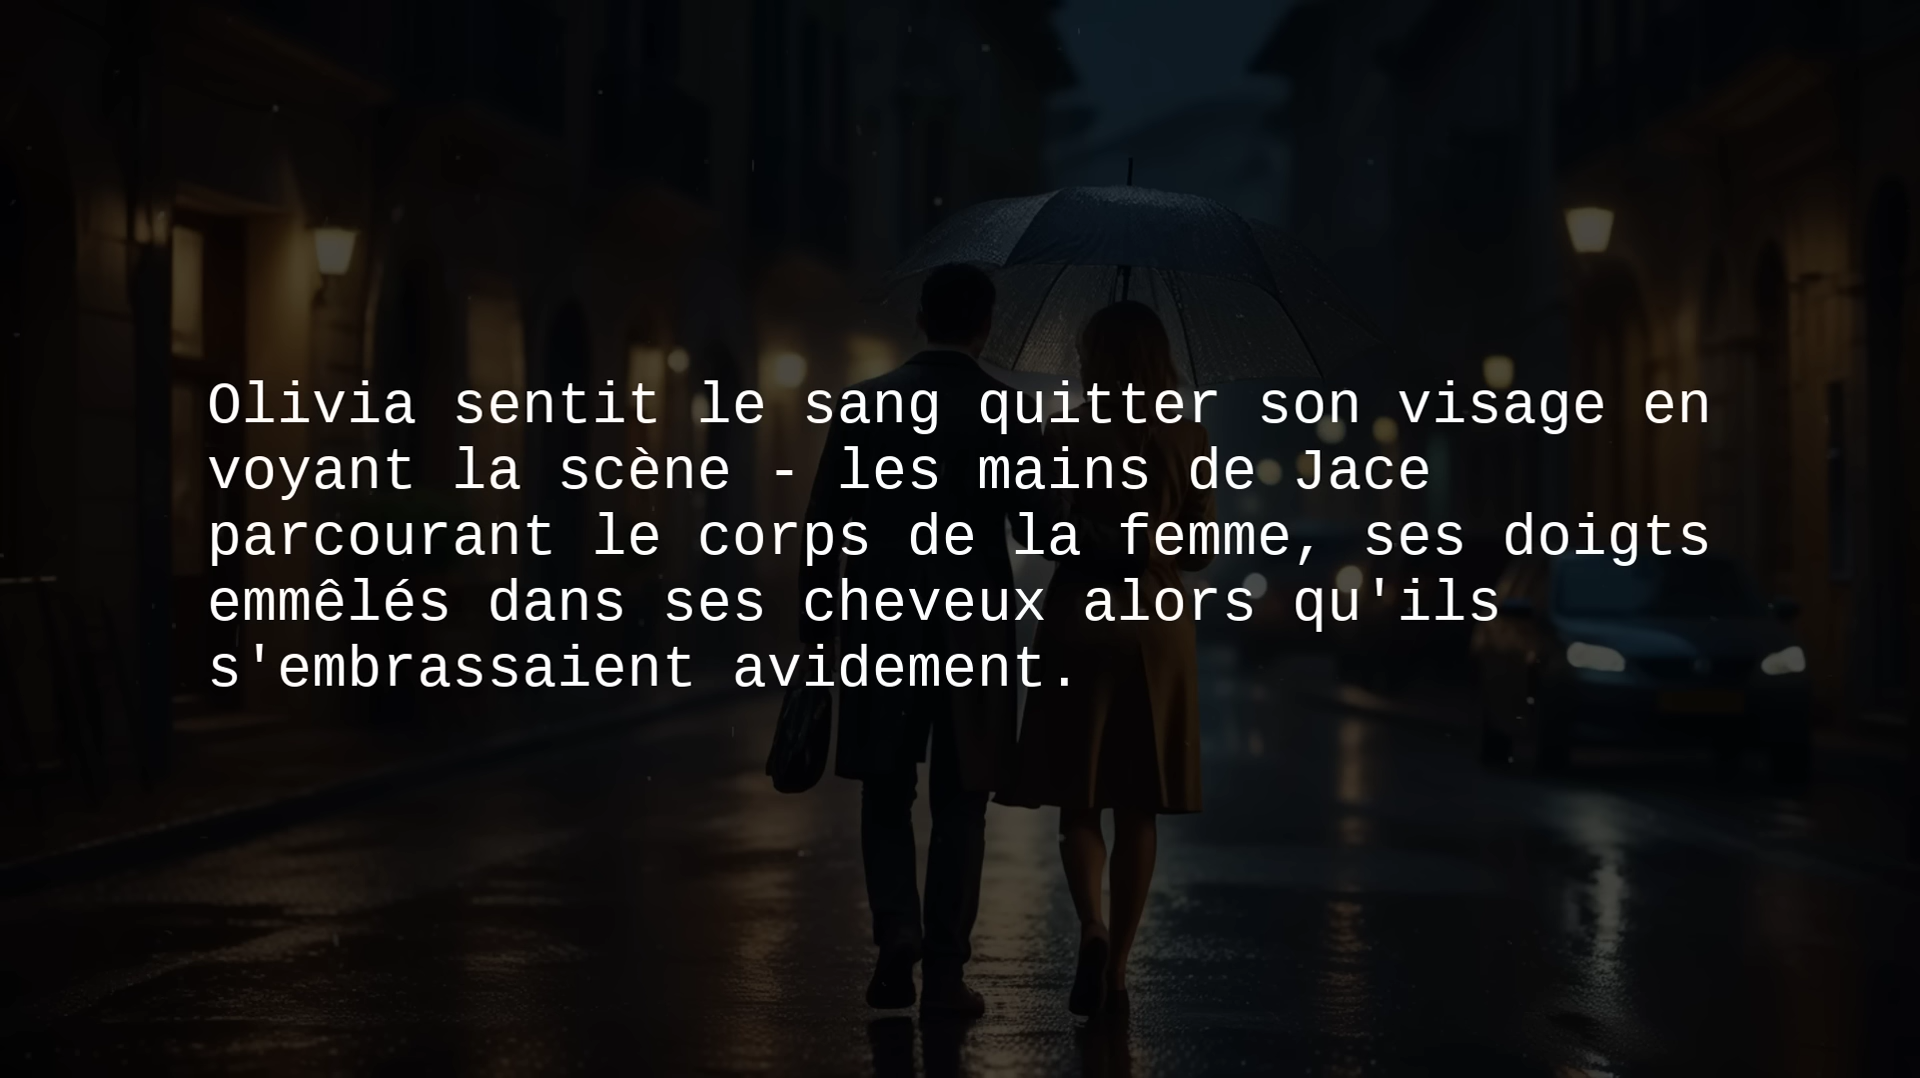 Olivia sentit le sang quitter son visage en
voyant la scène - les mains de Jace
parcourant le corps de la femme, ses doigts
emmêlés dans ses cheveux alors qu'ils
s'embrassaient avidement.